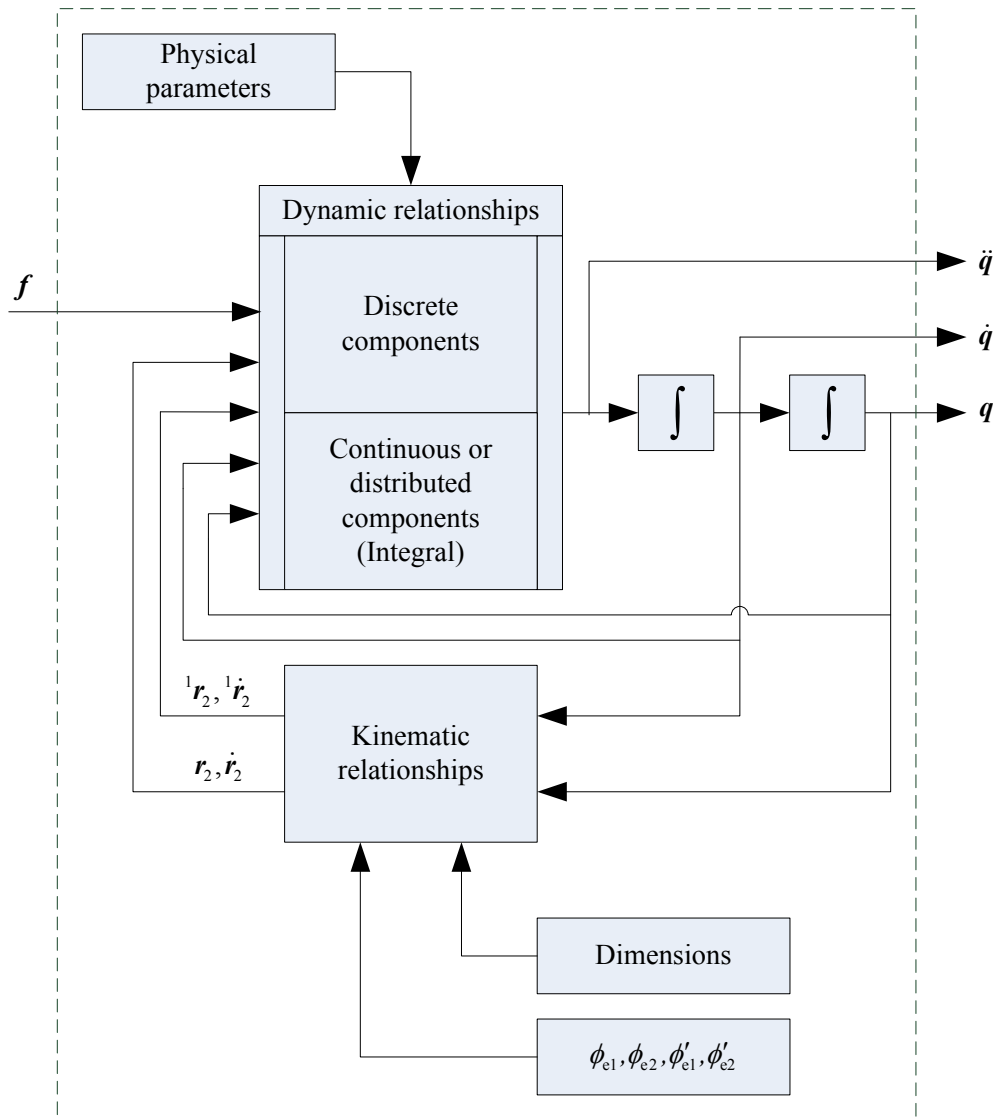 Physical
parameters
Dynamic relationships
f
Discrete
components
Continuous or
distributed
components
(Integral)
∫
∫
q̈
q̇
q
¹r₂, ¹ṙ₂
r₂, ṙ₂
Kinematic
relationships
Dimensions
ϕₑ₁, ϕₑ₂, ϕ′ₑ₁, ϕ′ₑ₂